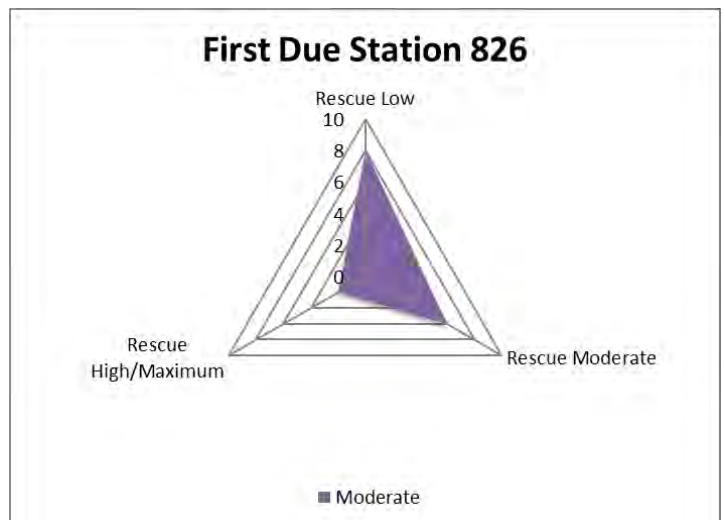 First Due Station 826
Rescue Low
10
8
6
4
2
0
Rescue
High/Maximum
Rescue Moderate
Moderate